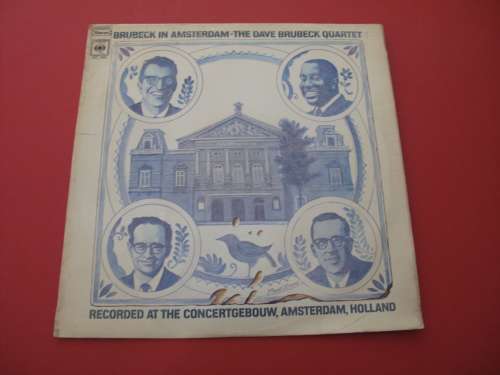 BRUBECK IN AMSTERDAM-THE DAVE BRUBECK QUARTET
RECORDED AT THE CONCERTGEBOUW, AMSTERDAM, HOLLAND